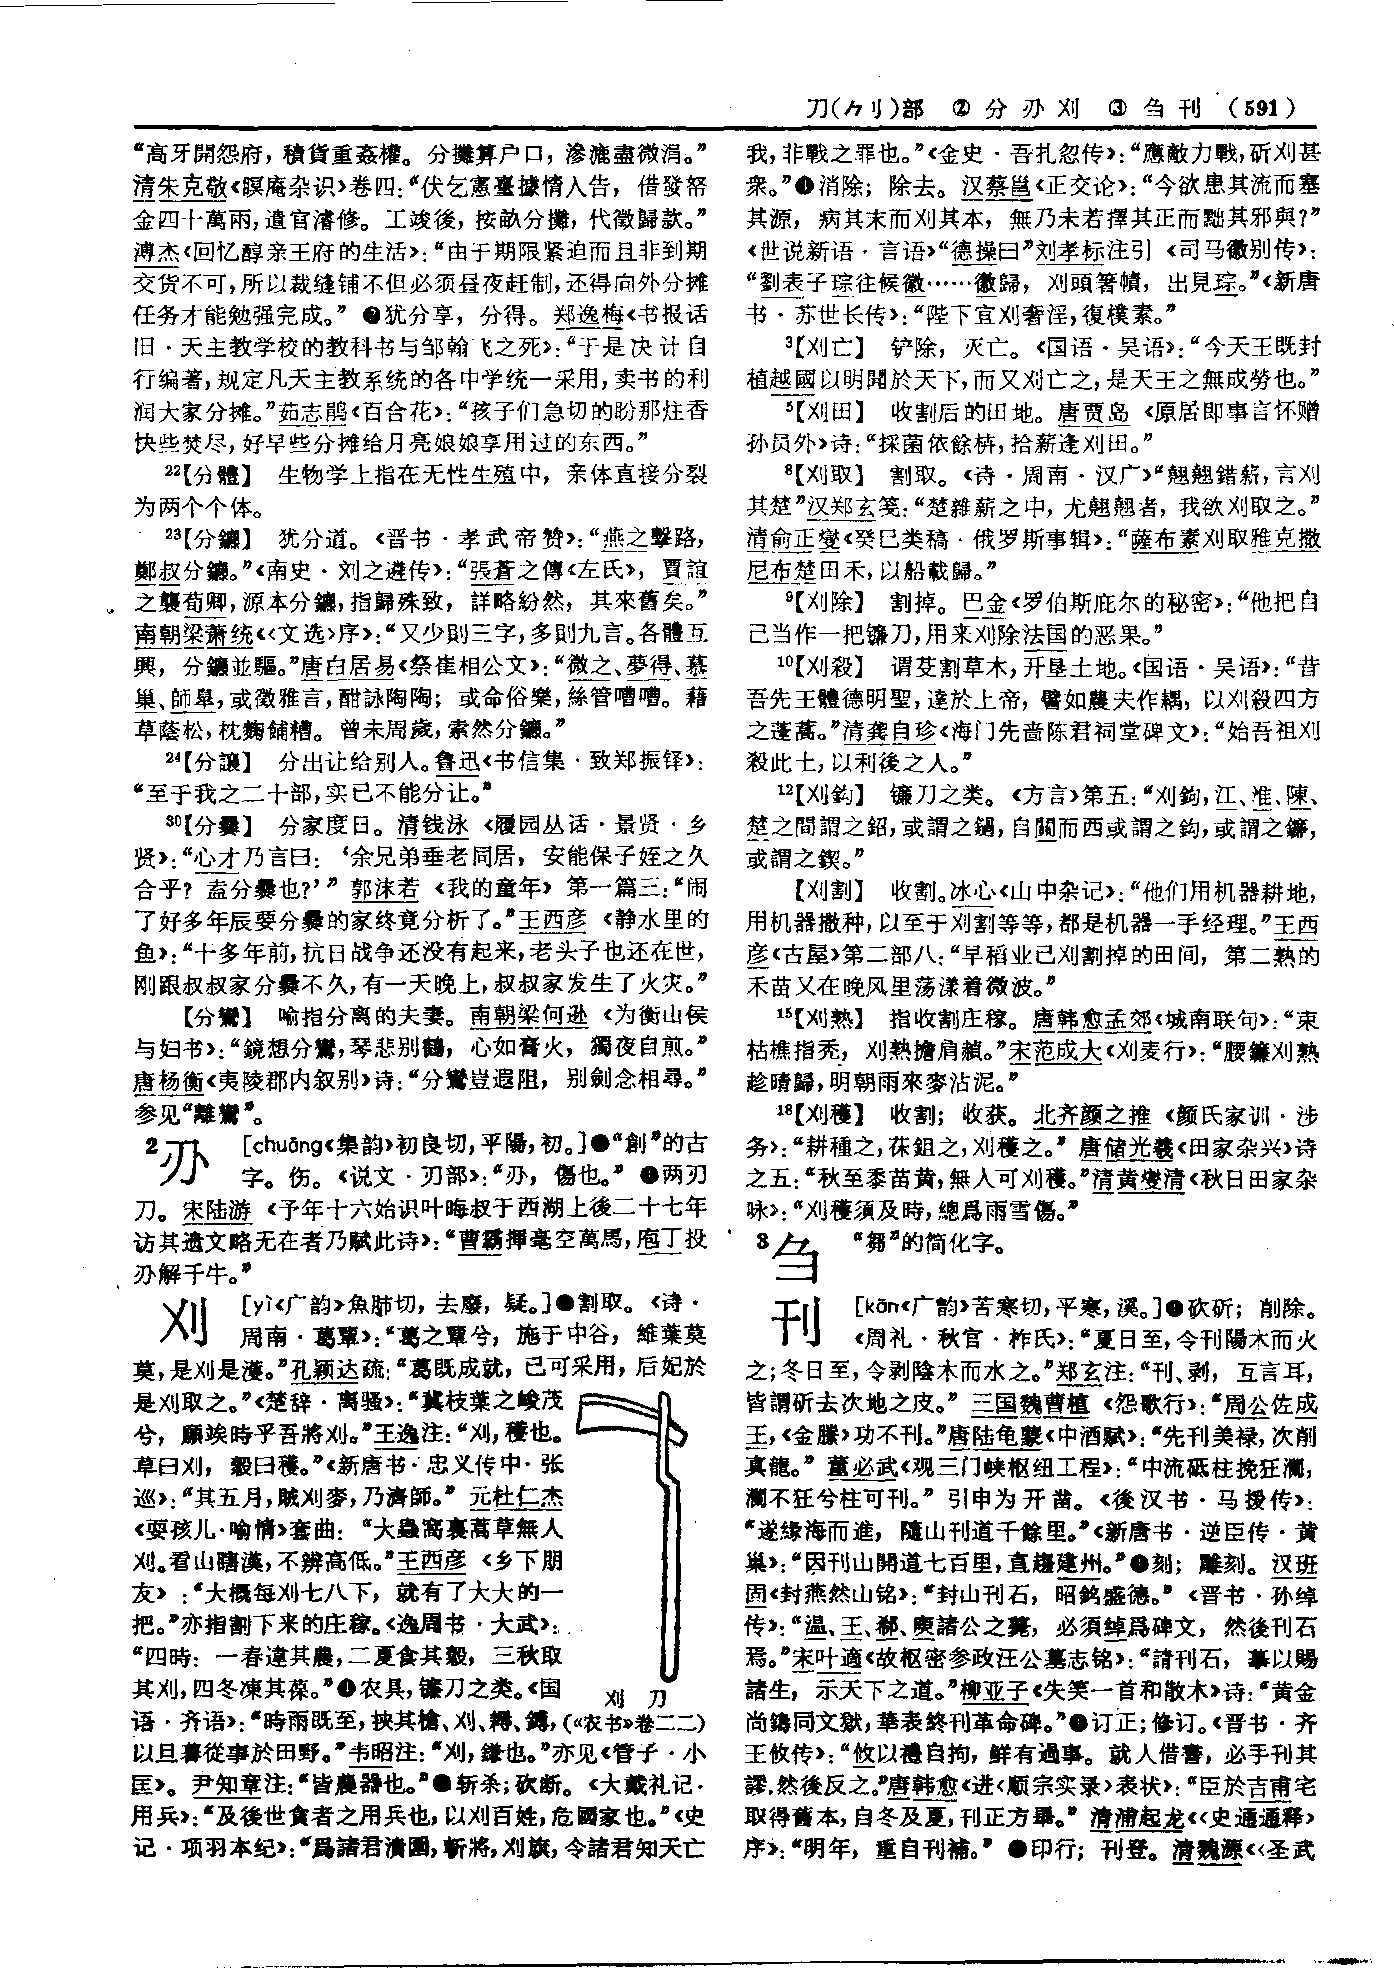 刀(⺈刂)部 ②分刅刈 ③刍刊 (591)
“高牙開怨府，積貨重姦權。分攤算户口，滲漉盡微涓。”
清朱克敬《瞑庵杂识》卷四：“伏乞憲臺據情入告，借發帑
金四十萬兩，遣官濬修。工竣後，按畝分攤，代徵歸款。”
溥杰《回忆醇亲王府的生活》：“由于期限紧迫而且非到期
交货不可，所以裁缝铺不但必须昼夜赶制，还得向外分摊
任务才能勉强完成。”❷犹分享，分得。郑逸梅《书报话
旧·天主教学校的教科书与邹翰飞之死》：“于是决计自
行编著，规定凡天主教系统的各中学统一采用，卖书的利
润大家分摊。”茹志鹃《百合花》：“孩子们急切的盼那炷香
快些焚尽，好早些分摊给月亮娘娘享用过的东西。”
22【分體】 生物学上指在无性生殖中，亲体直接分裂
为两个个体。
23【分鑣】 犹分道。《晋书·孝武帝赞》：“燕之擊路，
鄭叔分鑣。”《南史·刘之遴传》：“張蒼之傳《左氏》，賈誼
之襲荀卿，源本分鑣，指歸殊致，詳略紛然，其來舊矣。”
南朝梁萧统《〈文选〉序》：“又少則三字，多則九言。各體互
興，分鑣並驅。”唐白居易《祭崔相公文》：“微之、夢得、慕
巢、師皋，或徵雅言，酣詠陶陶；或命俗樂，絲管嘈嘈。藉
草蔭松，枕麴餔糟。曾未周歲，索然分鑣。”
24【分讓】 分出让给别人。鲁迅《书信集·致郑振铎》：
“至于我之二十部，实已不能分让。”
30【分爨】 分家度日。清钱泳《履园丛话·景贤·乡
贤》：“心才乃言曰：‘余兄弟垂老同居，安能保子姪之久
合乎？盍分爨也？’”郭沫若《我的童年》第一篇三：“闹
了好多年辰要分爨的家终竟分析了。”王西彦《静水里的
鱼》：“十多年前，抗日战争还没有起来，老头子也还在世，
刚跟叔叔家分爨不久，有一天晚上，叔叔家发生了火灾。”
【分鸞】 喻指分离的夫妻。南朝梁何逊《为衡山侯
与妇书》：“鏡想分鸞，琴悲别鶴，心如膏火，獨夜自煎。”
唐杨衡《夷陵郡内叙别》诗：“分鸞豈遐阻，别劍念相尋。”
参见“離鸞”。
2刅 [chuāng《集韵》初良切，平陽，初。]❶“創”的古
字。伤。《说文·刃部》：“刅，傷也。”❷两刃
刀。宋陆游《予年十六始识叶晦叔于西湖上後二十七年
访其遗文略无在者乃赋此诗》：“曹霸揮毫空萬馬，庖丁投
刅解千牛。”
刈 [yì《广韵》魚肺切，去廢，疑。]❶割取。《诗·
周南·葛覃》：“葛之覃兮，施于中谷，維葉莫
莫，是刈是濩。”孔颖达疏：“葛既成就，已可采用，后妃於
是刈取之。”《楚辞·离骚》：“冀枝葉之峻茂
兮，願竢時乎吾將刈。”王逸注：“刈，穫也。
草曰刈，穀曰穫。”《新唐书·忠义传中·张
巡》：“其五月，賊刈麥，乃濟師。”元杜仁杰
《耍孩儿·喻情》套曲：“大蟲窩裏蒿草無人
刈。看山瞎漢，不辨高低。”王西彦《乡下朋
友》：“大概每刈七八下，就有了大大的一
把。”亦指割下来的庄稼。《逸周书·大武》：
“四時：一春違其農，二夏食其穀，三秋取
其刈，四冬凍其葆。”❷农具，镰刀之类。《国
刈刀
语·齐语》：“時雨既至，挾其槍、刈、耨、鎛，
(《农书》卷二二)
以旦暮從事於田野。”韦昭注：“刈，鎌也。”亦见《管子·小
匡》。尹知章注：“皆農器也。”❸斩杀；砍断。《大戴礼记·
用兵》：“及後世貪者之用兵也，以刈百姓，危國家也。”《史
记·项羽本纪》：“爲諸君潰圍，斬將，刈旗，令諸君知天亡
我，非戰之罪也。”《金史·吾扎忽传》：“應敵力戰，斫刈甚
衆。”❹消除；除去。汉蔡邕《正交论》：“今欲患其流而塞
其源，病其末而刈其本，無乃未若擇其正而黜其邪與？”
《世说新语·言语》“德操曰”刘孝标注引《司马徽别传》：
“劉表子琮往候徽……徽歸，刈頭箸幘，出見琮。”《新唐
书·苏世长传》：“陛下宜刈奢淫，復樸素。”
3【刈亡】 铲除，灭亡。《国语·吴语》：“今天王既封
植越國以明聞於天下，而又刈亡之，是天王之無成勞也。”
5【刈田】 收割后的田地。唐贾岛《原居即事言怀赠
孙员外》诗：“採菌依餘枿，拾薪逢刈田。”
8【刈取】 割取。《诗·周南·汉广》“翘翘錯薪，言刈
其楚”汉郑玄笺：“楚雜薪之中，尤翘翘者，我欲刈取之。”
清俞正燮《癸巳类稿·俄罗斯事辑》：“薩布素刈取雅克撒
尼布楚田禾，以船載歸。”
9【刈除】 割掉。巴金《罗伯斯庇尔的秘密》：“他把自
己当作一把镰刀，用来刈除法国的恶果。”
10【刈殺】 谓芟割草木，开垦土地。《国语·吴语》：“昔
吾先王體德明聖，達於上帝，譬如農夫作耦，以刈殺四方
之蓬蒿。”清龚自珍《海门先啬陈君祠堂碑文》：“始吾祖刈
殺此土，以利後之人。”
12【刈鉤】 镰刀之类。《方言》第五：“刈鉤，江、淮、陳、
楚之間謂之鉊，或謂之鐹，自關而西或謂之鉤，或謂之鎌，
或謂之鍥。”
【刈割】 收割。冰心《山中杂记》：“他们用机器耕地，
用机器撒种，以至于刈割等等，都是机器一手经理。”王西
彦《古屋》第二部八：“早稻业已刈割掉的田间，第二熟的
禾苗又在晚风里荡漾着微波。”
15【刈熟】 指收割庄稼。唐韩愈孟郊《城南联句》：“束
枯樵指秃，刈熟擔肩赬。”宋范成大《刈麦行》：“腰鐮刈熟
趁晴歸，明朝雨來麥沾泥。”
18【刈穫】 收割；收获。北齐颜之推《颜氏家训·涉
务》：“耕種之，茠鉏之，刈穫之。”唐储光羲《田家杂兴》诗
之五：“秋至黍苗黄，無人可刈穫。”清黄燮清《秋日田家杂
咏》：“刈穫須及時，總爲雨雪傷。”
3刍 “芻”的简化字。
刊 [kān《广韵》苦寒切，平寒，溪。]❶砍斫；削除。
《周礼·秋官·柞氏》：“夏日至，令刊陽木而火
之；冬日至，令剥陰木而水之。”郑玄注：“刊、剥，互言耳，
皆謂斫去次地之皮。”三国魏曹植《怨歌行》：“周公佐成
王，《金縢》功不刊。”唐陆龟蒙《中酒赋》：“先刊美禄，次削
真龍。”董必武《观三门峡枢纽工程》：“中流砥柱挽狂瀾，
瀾不狂兮柱可刊。”引申为开凿。《後汉书·马援传》：
“遂緣海而進，隨山刊道千餘里。”《新唐书·逆臣传·黄
巢》：“因刊山開道七百里，直趨建州。”❷刻；雕刻。汉班
固《封燕然山铭》：“封山刊石，昭銘盛德。”《晋书·孙绰
传》：“温、王、郗、庾諸公之薨，必須綽爲碑文，然後刊石
焉。”宋叶適《故枢密参政汪公墓志铭》：“請刊石，摹以賜
諸生，示天下之道。”柳亚子《失笑一首和散木》诗：“黄金
尚鑄同文獄，華表終刊革命碑。”❸订正；修订。《晋书·齐
王攸传》：“攸以禮自拘，鮮有過事。就人借書，必手刊其
謬，然後反之。”唐韩愈《进〈顺宗实录〉表状》：“臣於吉甫宅
取得舊本，自冬及夏，刊正方畢。”清浦起龙《〈史通通释〉
序》：“明年，重自刊補。”❹印行；刊登。清魏源《〈圣武